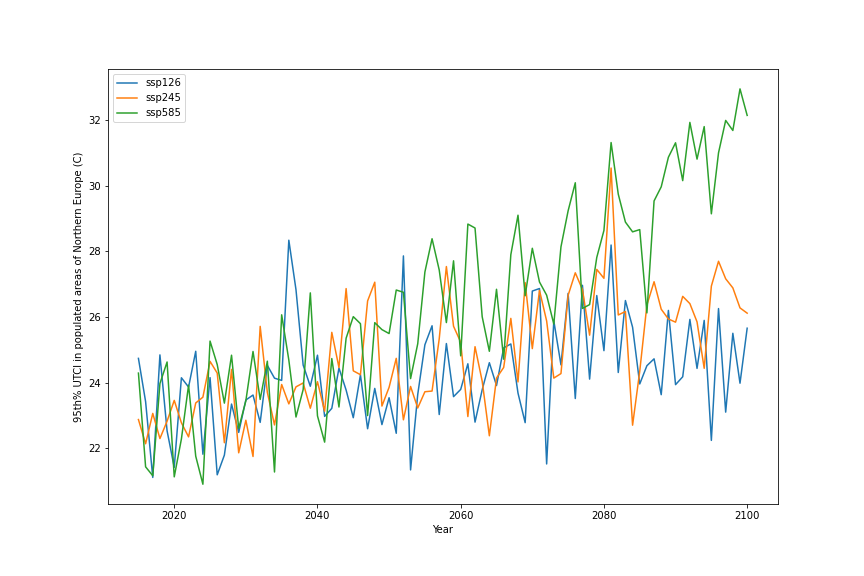 ssp126
ssp245
ssp585
95th% UTCI in populated areas of Northern Europe (C)
32
30
28
26
24
22
2020
2040
2060
2080
2100
Year